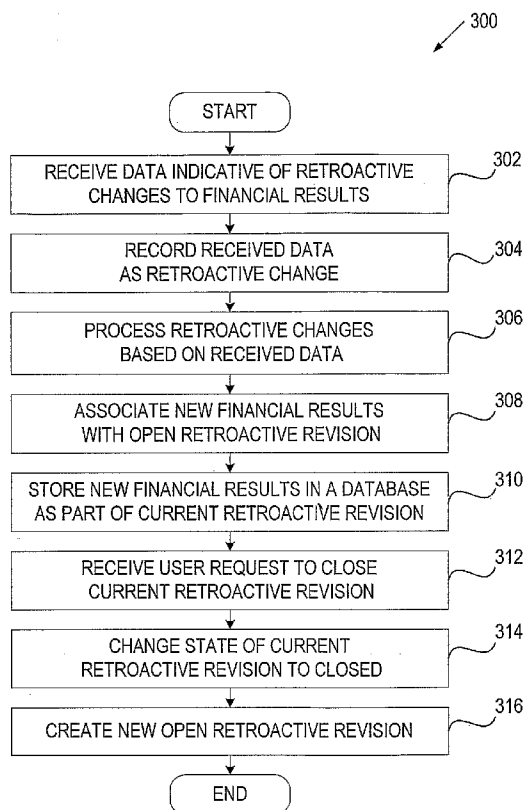 300
START
RECEIVE DATA INDICATIVE OF RETROACTIVE
CHANGES TO FINANCIAL RESULTS
302
RECORD RECEIVED DATA
AS RETROACTIVE CHANGE
304
PROCESS RETROACTIVE CHANGES
BASED ON RECEIVED DATA
306
ASSOCIATE NEW FINANCIAL RESULTS
WITH OPEN RETROACTIVE REVISION
308
STORE NEW FINANCIAL RESULTS IN A DATABASE
AS PART OF CURRENT RETROACTIVE REVISION
310
RECEIVE USER REQUEST TO CLOSE
CURRENT RETROACTIVE REVISION
312
CHANGE STATE OF CURRENT
RETROACTIVE REVISION TO CLOSED
314
CREATE NEW OPEN RETROACTIVE REVISION
316
END